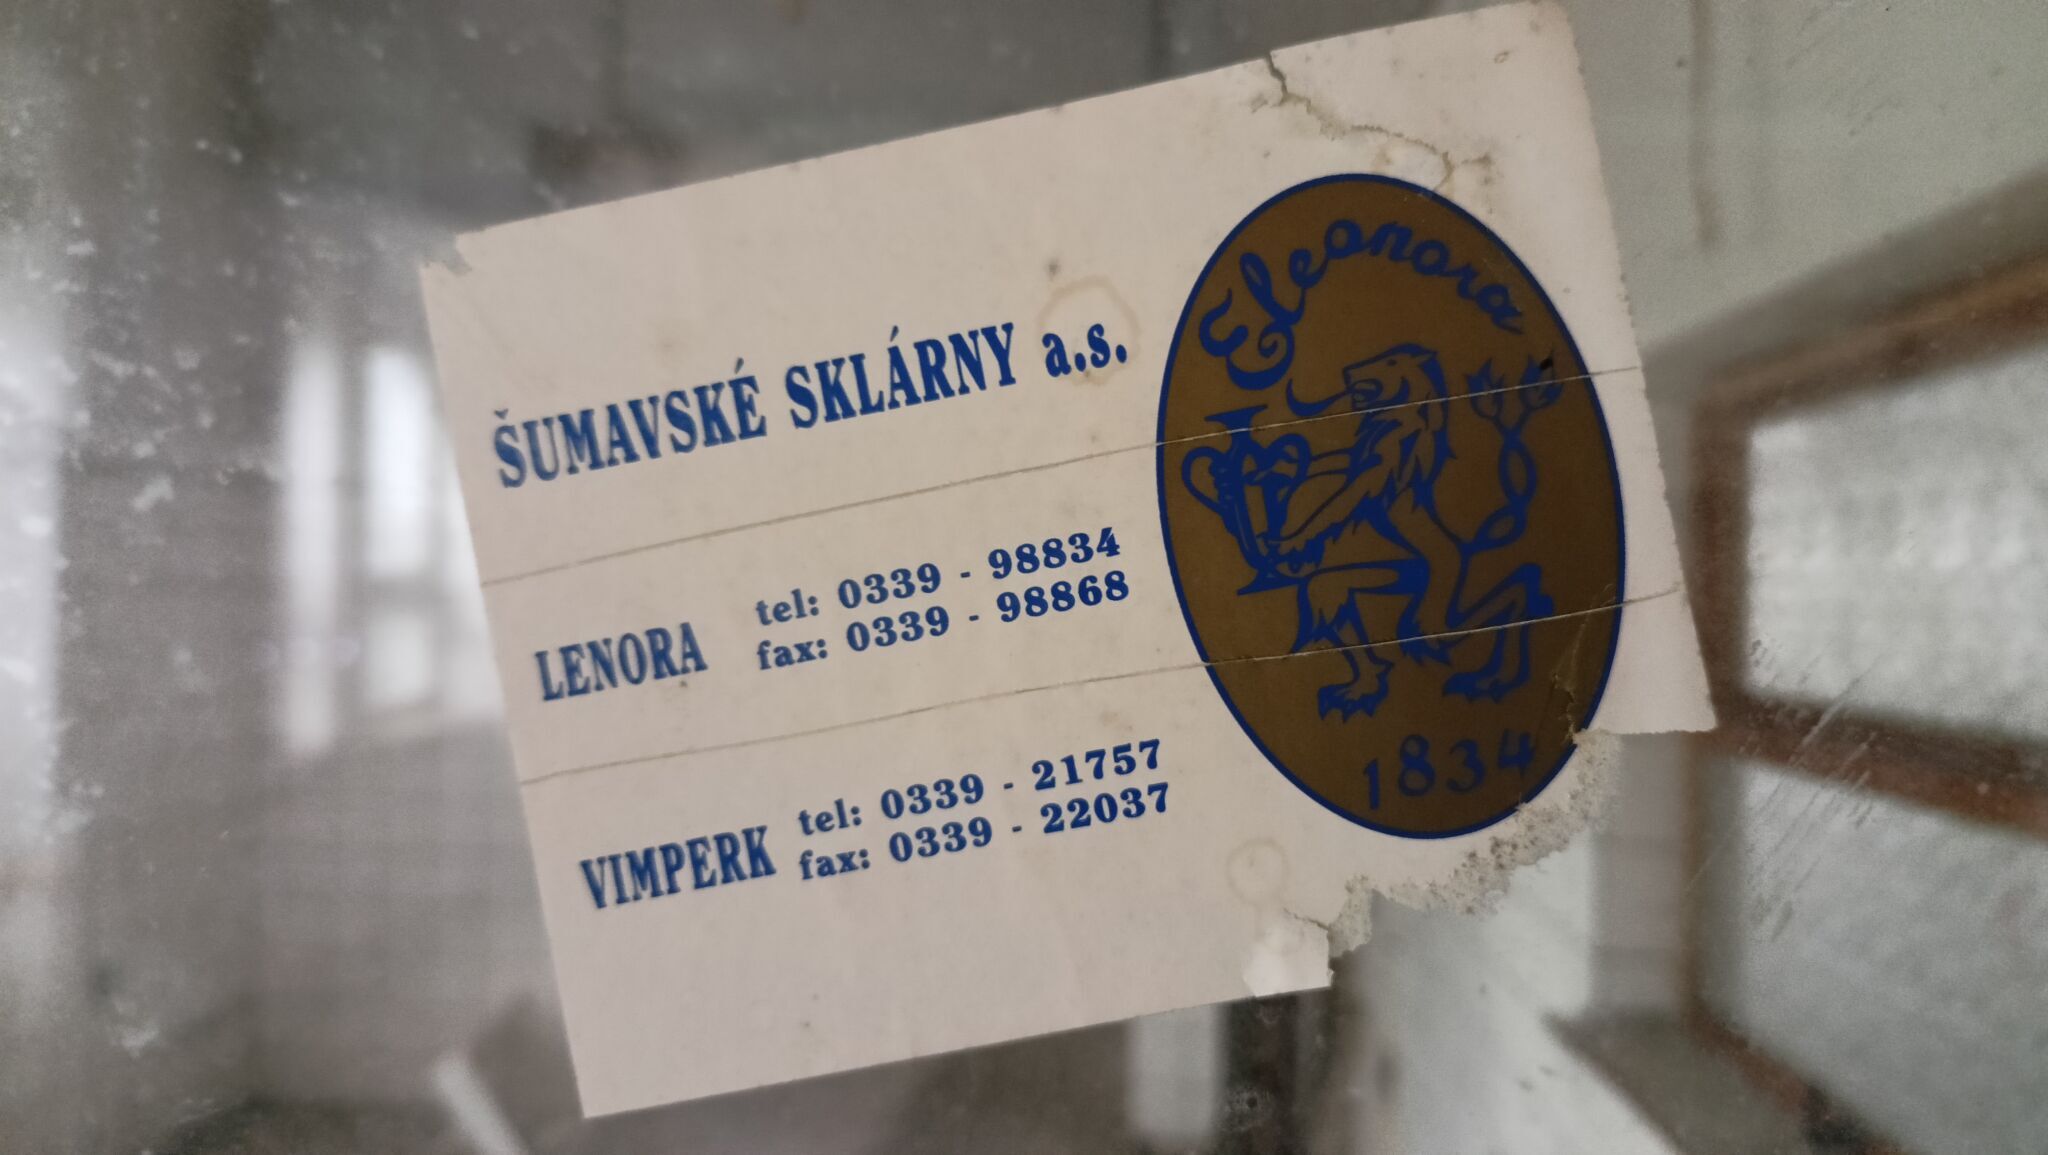 ŠUMAVSKÉ SKLÁRNY a.s.
LENORA
tel: 0339 - 98834
fax: 0339 - 98868
VIMPERK
tel: 0339 - 21757
fax: 0339 - 22037
Eleonora
1834